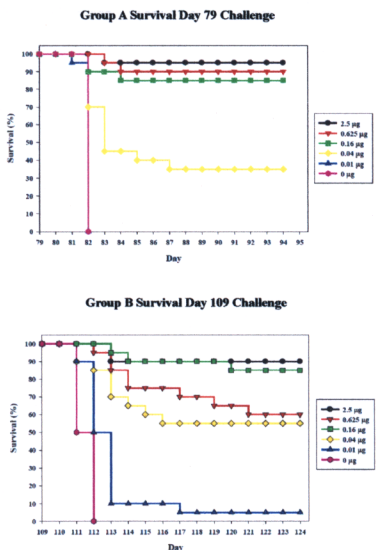 Group A Survival Day 79 Challenge
100
90
80
70
60
50
40
30
20
10
0
Survival (%)
79 80 81 82 83 84 85 86 87 88 89 90 91 92 93 94 95
Day
2.5 µg
0.625 µg
0.16 µg
0.04 µg
0.01 µg
0 µg
Group B Survival Day 109 Challenge
100
90
80
70
60
50
40
30
20
10
0
Survival (%)
109 110 111 112 113 114 115 116 117 118 119 120 121 122 123 124
Day
2.5 µg
0.625 µg
0.16 µg
0.04 µg
0.01 µg
0 µg